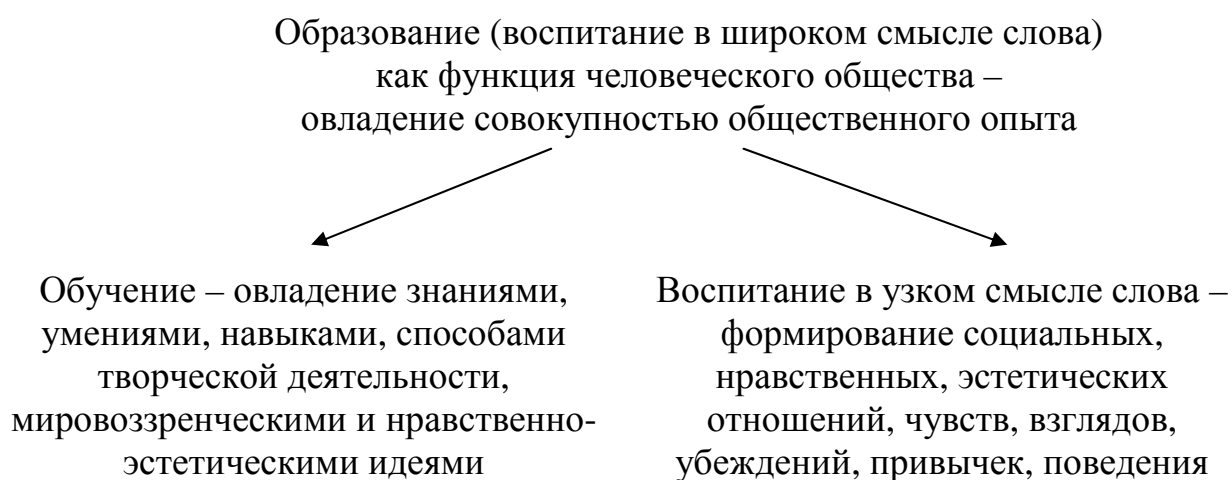 Образование (воспитание в широком смысле слова)
как функция человеческого общества –
овладение совокупностью общественного опыта
Обучение – овладение знаниями,
умениями, навыками, способами
творческой деятельности,
мировоззренческими и нравственно-
эстетическими идеями
Воспитание в узком смысле слова –
формирование социальных,
нравственных, эстетических
отношений, чувств, взглядов,
убеждений, привычек, поведения